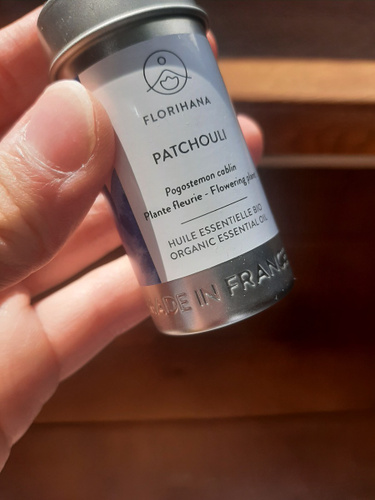 FLORIHANA
PATCHOULI
Pogostemon cablin
Plante fleurie - Flowering plant
HUILE ESSENTIELLE BIO
ORGANIC ESSENTIAL OIL
MADE IN FRANCE